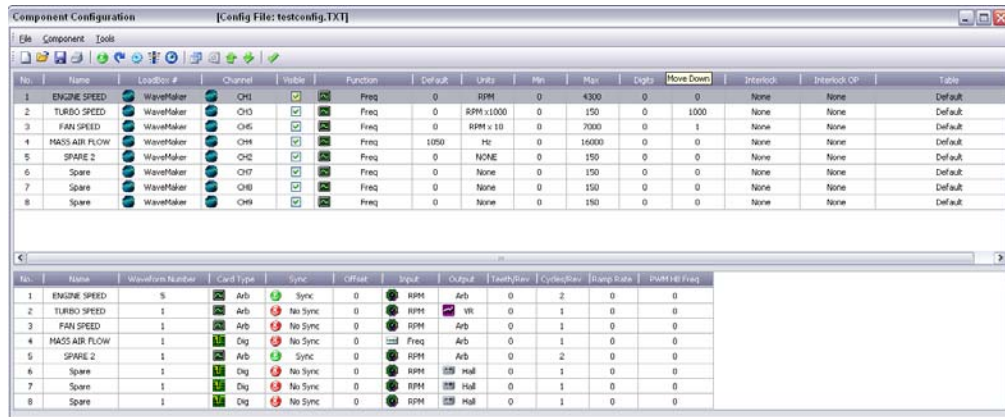 Component Configuration [Config File: testconfig.TXT]
File Component Tools
No. Name LoadBox # Channel Visible Function Default Units Min Max Digits Move Down Interlock Interlock OP Table
1 ENGINE SPEED WaveMaker CH1 Freq 0 RPM 0 4300 0 0 None None Default
2 TURBO SPEED WaveMaker CH3 Freq 0 RPM x1000 0 150 0 1000 None None Default
3 FAN SPEED WaveMaker CH5 Freq 0 RPM x 10 0 7000 0 1 None None Default
4 MASS AIR FLOW WaveMaker CH4 Freq 1050 Hz 0 16000 0 0 None None Default
5 SPARE 2 WaveMaker CH2 Freq 0 NONE 0 150 0 0 None None Default
6 Spare WaveMaker CH7 Freq 0 None 0 150 0 0 None None Default
7 Spare WaveMaker CH8 Freq 0 None 0 150 0 0 None None Default
8 Spare WaveMaker CH9 Freq 0 None 0 150 0 0 None None Default
No. Name Waveform Number Card Type Sync Offset Input Output Teeth/Rev Cycles/Rev Ramp Rate PWM HB Freq
1 ENGINE SPEED 5 Arb Sync 0 RPM Arb 0 2 0 0
2 TURBO SPEED 1 Arb No Sync 0 RPM VR 0 1 0 0
3 FAN SPEED 1 Arb No Sync 0 RPM Arb 0 1 0 0
4 MASS AIR FLOW 1 Dig No Sync 0 Freq Arb 0 1 0 0
5 SPARE 2 1 Arb Sync 0 RPM Arb 0 2 0 0
6 Spare 1 Dig No Sync 0 RPM Hall 0 1 0 0
7 Spare 1 Dig No Sync 0 RPM Hall 0 1 0 0
8 Spare 1 Dig No Sync 0 RPM Hall 0 1 0 0